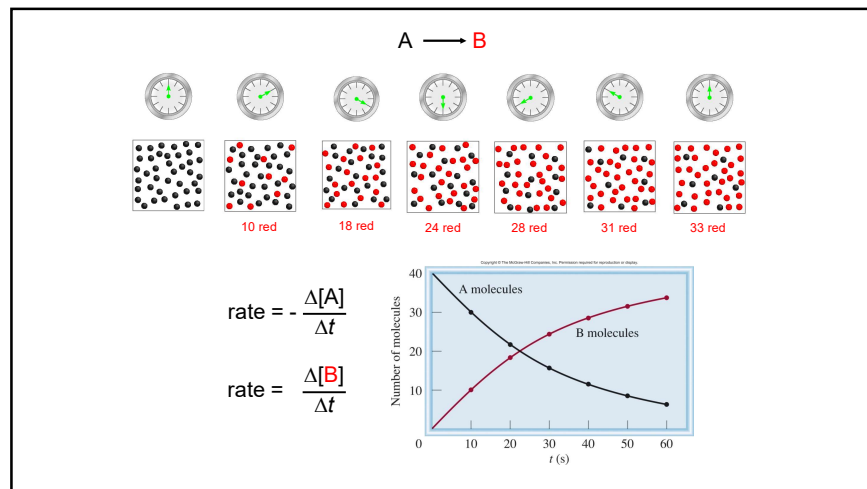 A → B
10 red
18 red
24 red
28 red
31 red
33 red
rate = - Δ[A]
Δt
rate = Δ[B]
Δt
Copyright © The McGraw-Hill Companies, Inc. Permission required for reproduction or display.
40
30
20
10
0
Number of molecules
A molecules
B molecules
10 20 30 40 50 60
t (s)